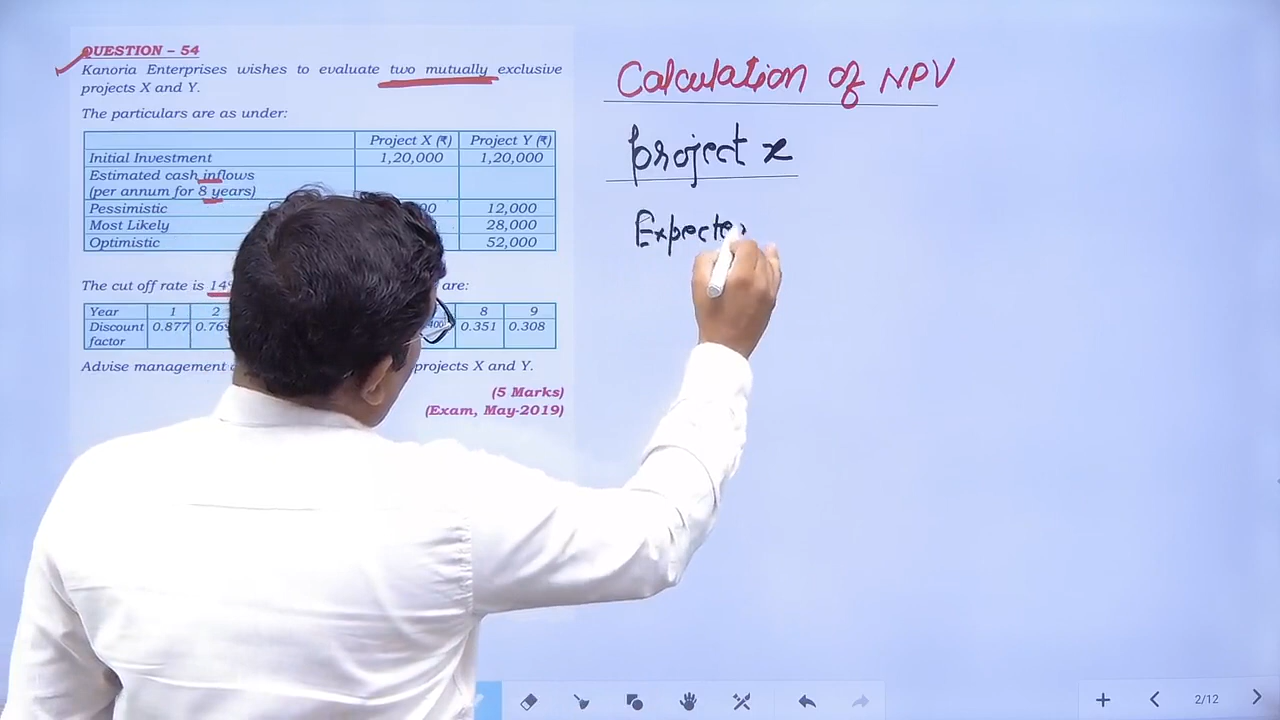 QUESTION – 54
Kanoria Enterprises wishes to evaluate two mutually exclusive
projects X and Y.
The particulars are as under:
Project X (₹) Project Y (₹)
Initial Investment 1,20,000 1,20,000
Estimated cash inflows
(per annum for 8 years)
Pessimistic 12,000
Most Likely 28,000
Optimistic 52,000
The cut off rate is are:
Year 1 2 8 9
Discount 0.877 0.351 0.308
factor
Advise management projects X and Y.
(5 Marks)
(Exam, May-2019)
Calculation of NPV
project x
2/12